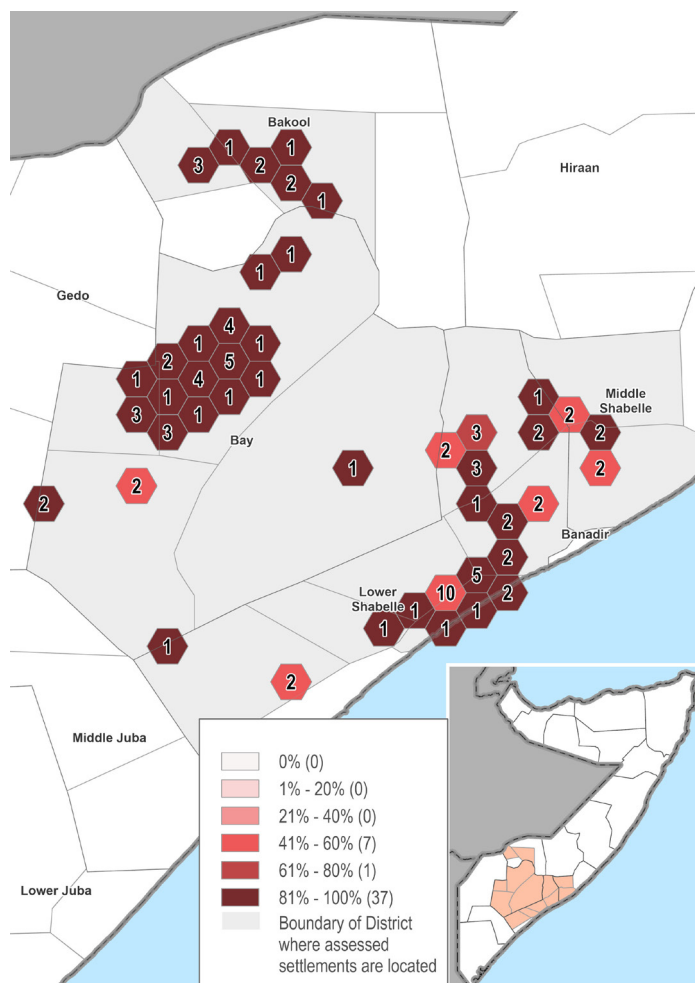 Bakool
1
1
3
2
2
1
Hiraan
1
1
Gedo
4
1
1
2
5
1
4
1
1
1
3
1
3
Bay
1
Middle
Shabelle
2
3
2
2
2
1
3
2
2
2
1
2
2
Banadir
2
5
10
2
Lower
Shabelle
1
1
1
1
1
2
Middle Juba
Lower Juba
0% (0)
1% - 20% (0)
21% - 40% (0)
41% - 60% (7)
61% - 80% (1)
81% - 100% (37)
Boundary of District
where assessed
settlements are located